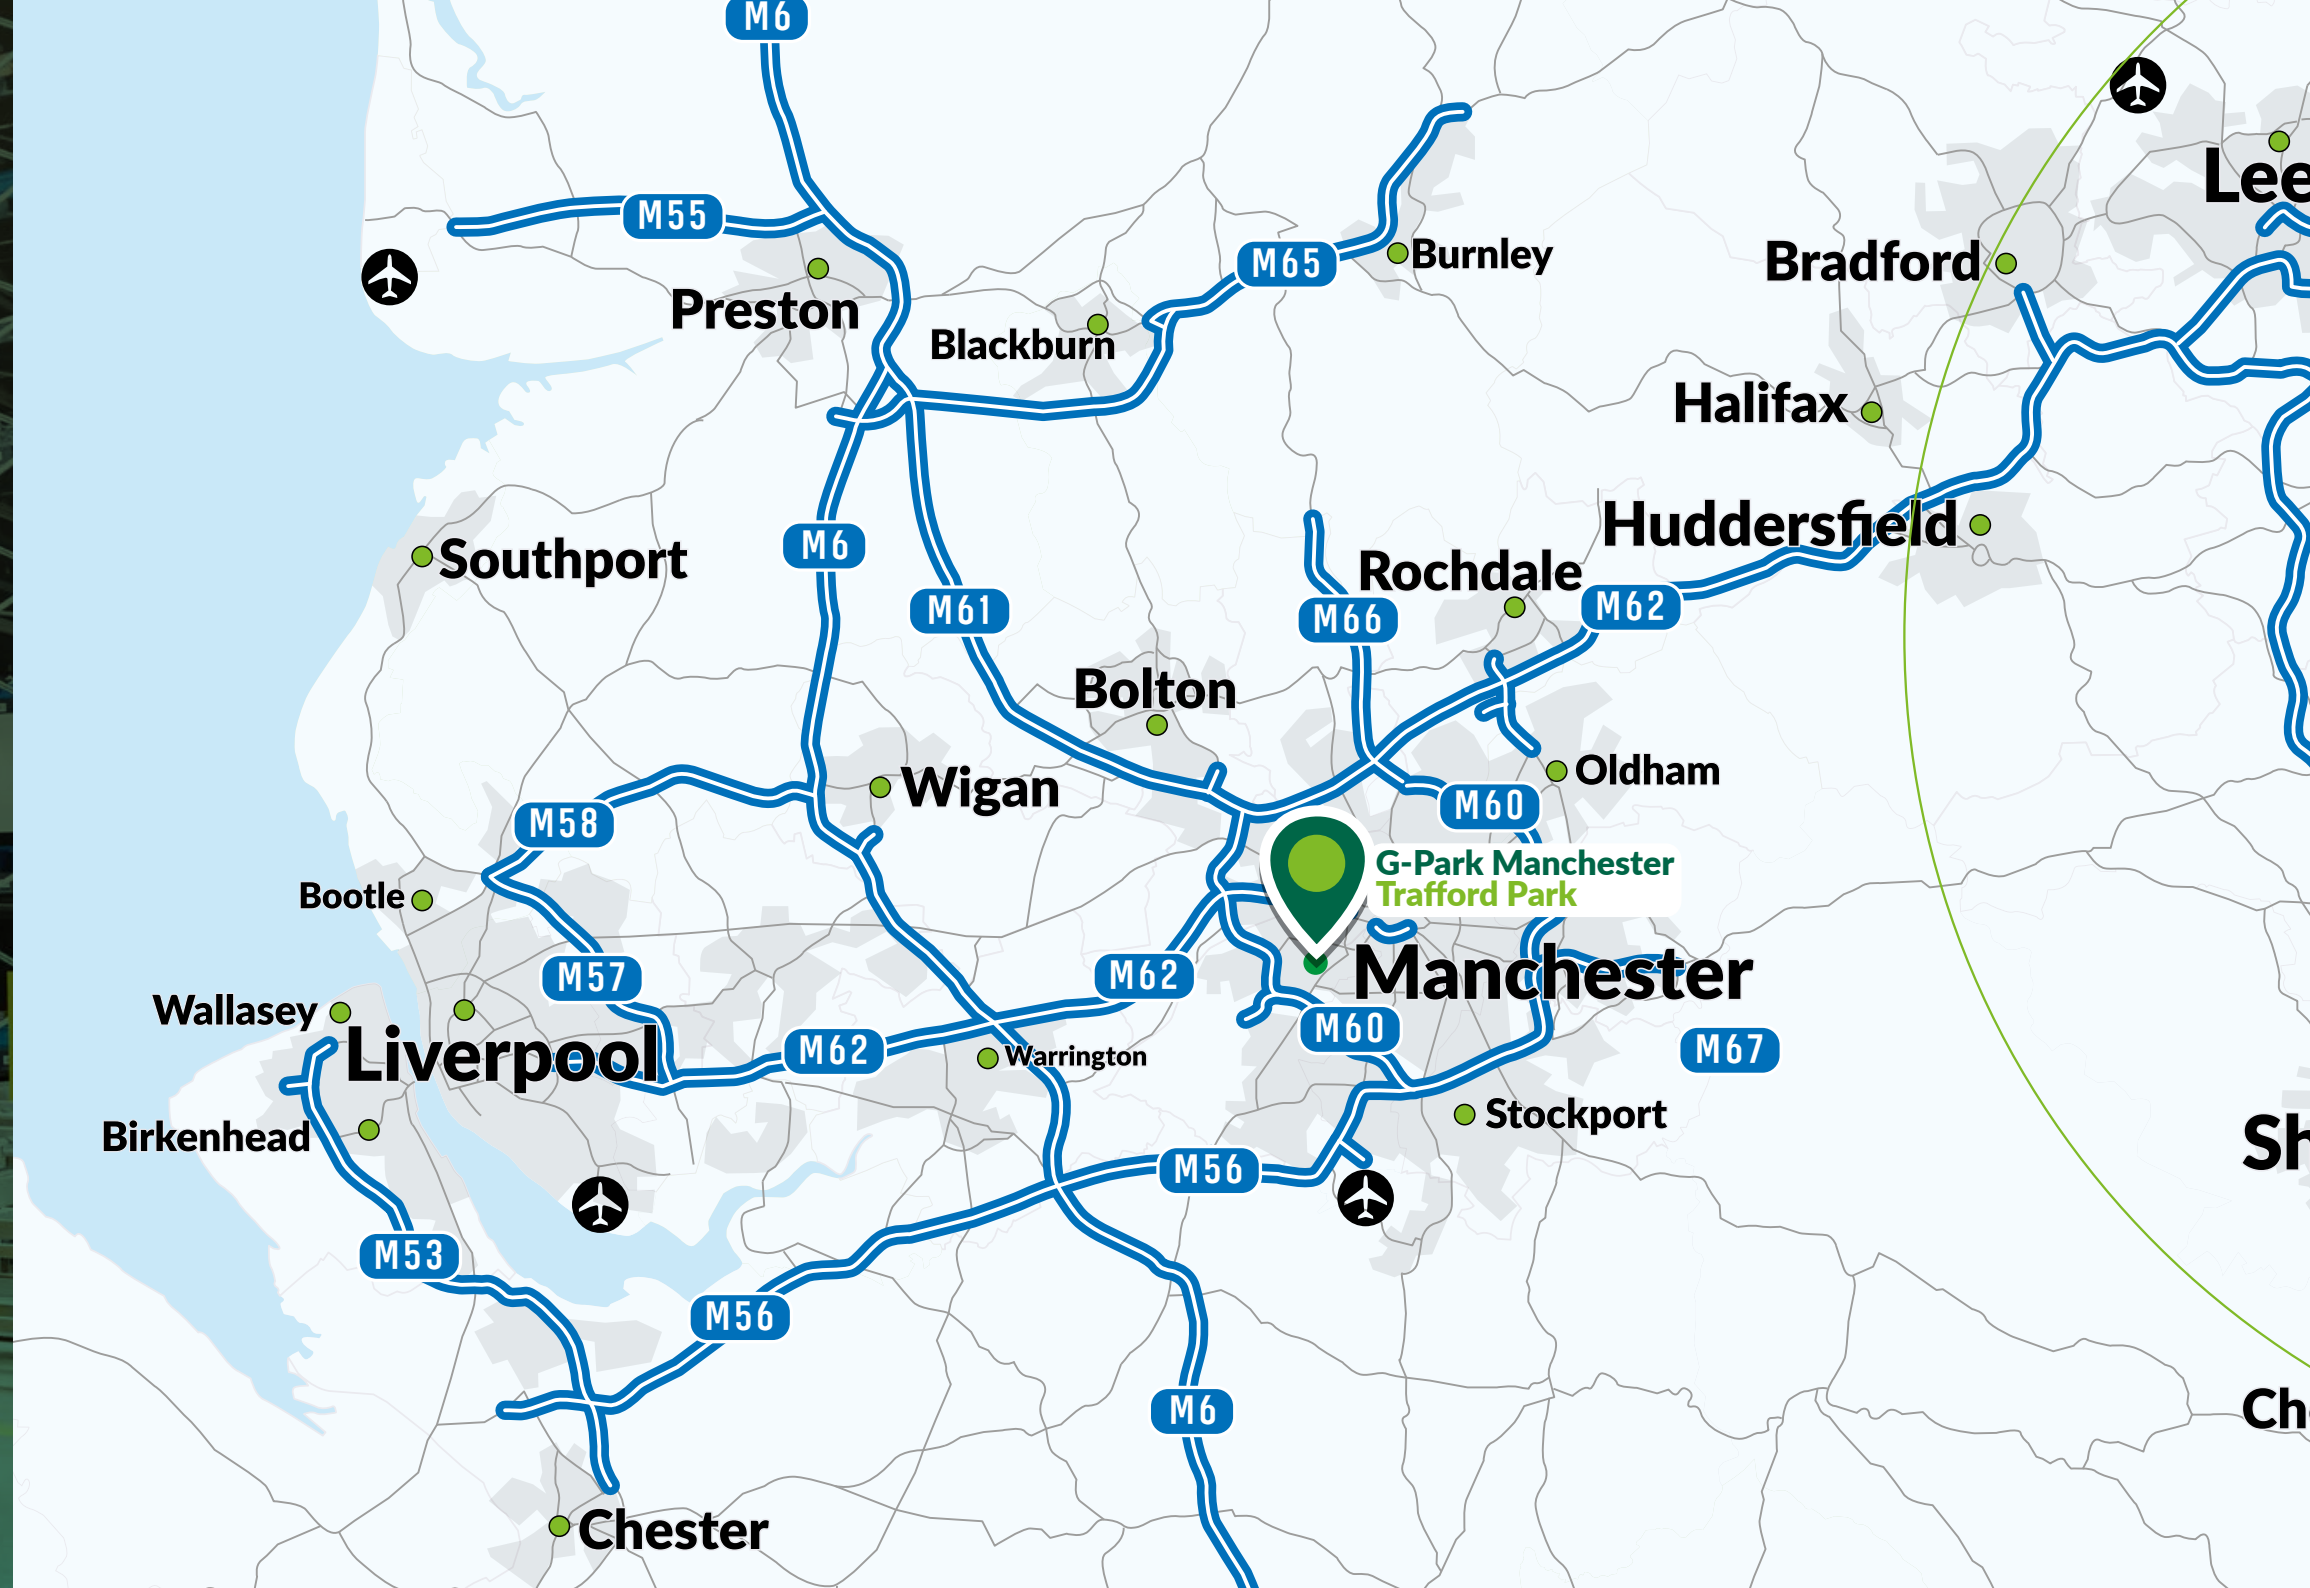 M6
M55
Preston
M65
Burnley
Blackburn
Bradford
Lee
Halifax
Huddersfield
Southport
M6
M61
M66
Rochdale
M62
Bolton
Wigan
Oldham
M58
M60
G-Park Manchester
Trafford Park
Bootle
M57
M62
Manchester
Wallasey
Liverpool
M62
Warrington
M60
M67
Birkenhead
Stockport
Sh
M56
M53
M56
M6
Ch
Chester